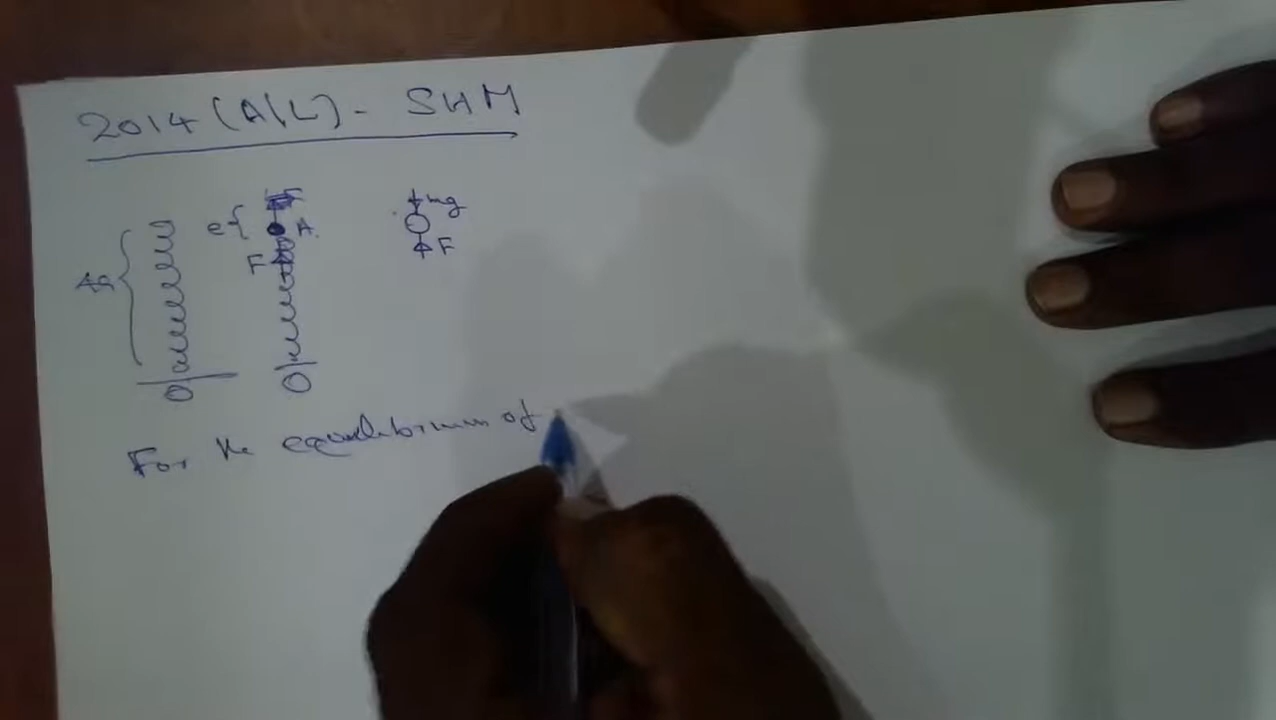 2014 (A/L) - SHM
e F A mg
F F
O O
For the equilibrium of